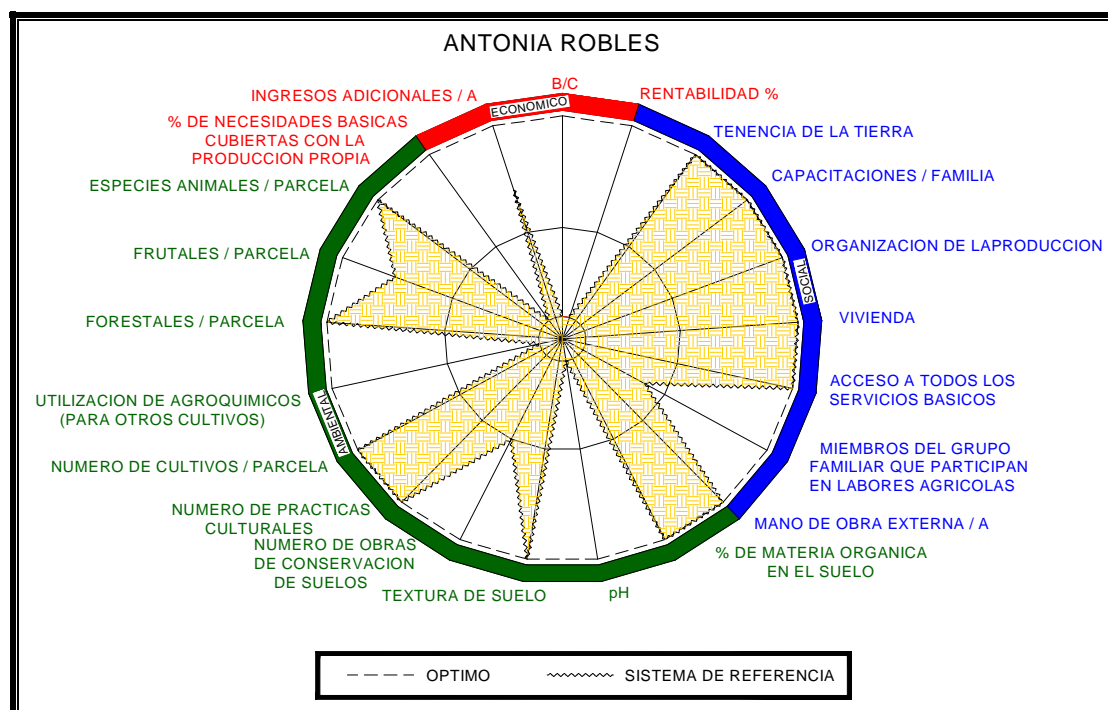 ANTONIA ROBLES
B/C
ECONOMICO
RENTABILIDAD %
TENENCIA DE LA TIERRA
CAPACITACIONES / FAMILIA
ORGANIZACION DE LAPRODUCCION
SOCIAL
VIVIENDA
ACCESO A TODOS LOS
SERVICIOS BASICOS
MIEMBROS DEL GRUPO
FAMILIAR QUE PARTICIPAN
EN LABORES AGRICOLAS
MANO DE OBRA EXTERNA / A
% DE MATERIA ORGANICA
EN EL SUELO
pH
TEXTURA DE SUELO
NUMERO DE OBRAS
DE CONSERVACION
DE SUELOS
NUMERO DE PRACTICAS
CULTURALES
NUMERO DE CULTIVOS / PARCELA
AMBIENTAL
UTILIZACION DE AGROQUIMICOS
(PARA OTROS CULTIVOS)
FORESTALES / PARCELA
FRUTALES / PARCELA
ESPECIES ANIMALES / PARCELA
% DE NECESIDADES BASICAS
CUBIERTAS CON LA
PRODUCCION PROPIA
INGRESOS ADICIONALES / A
OPTIMO
SISTEMA DE REFERENCIA